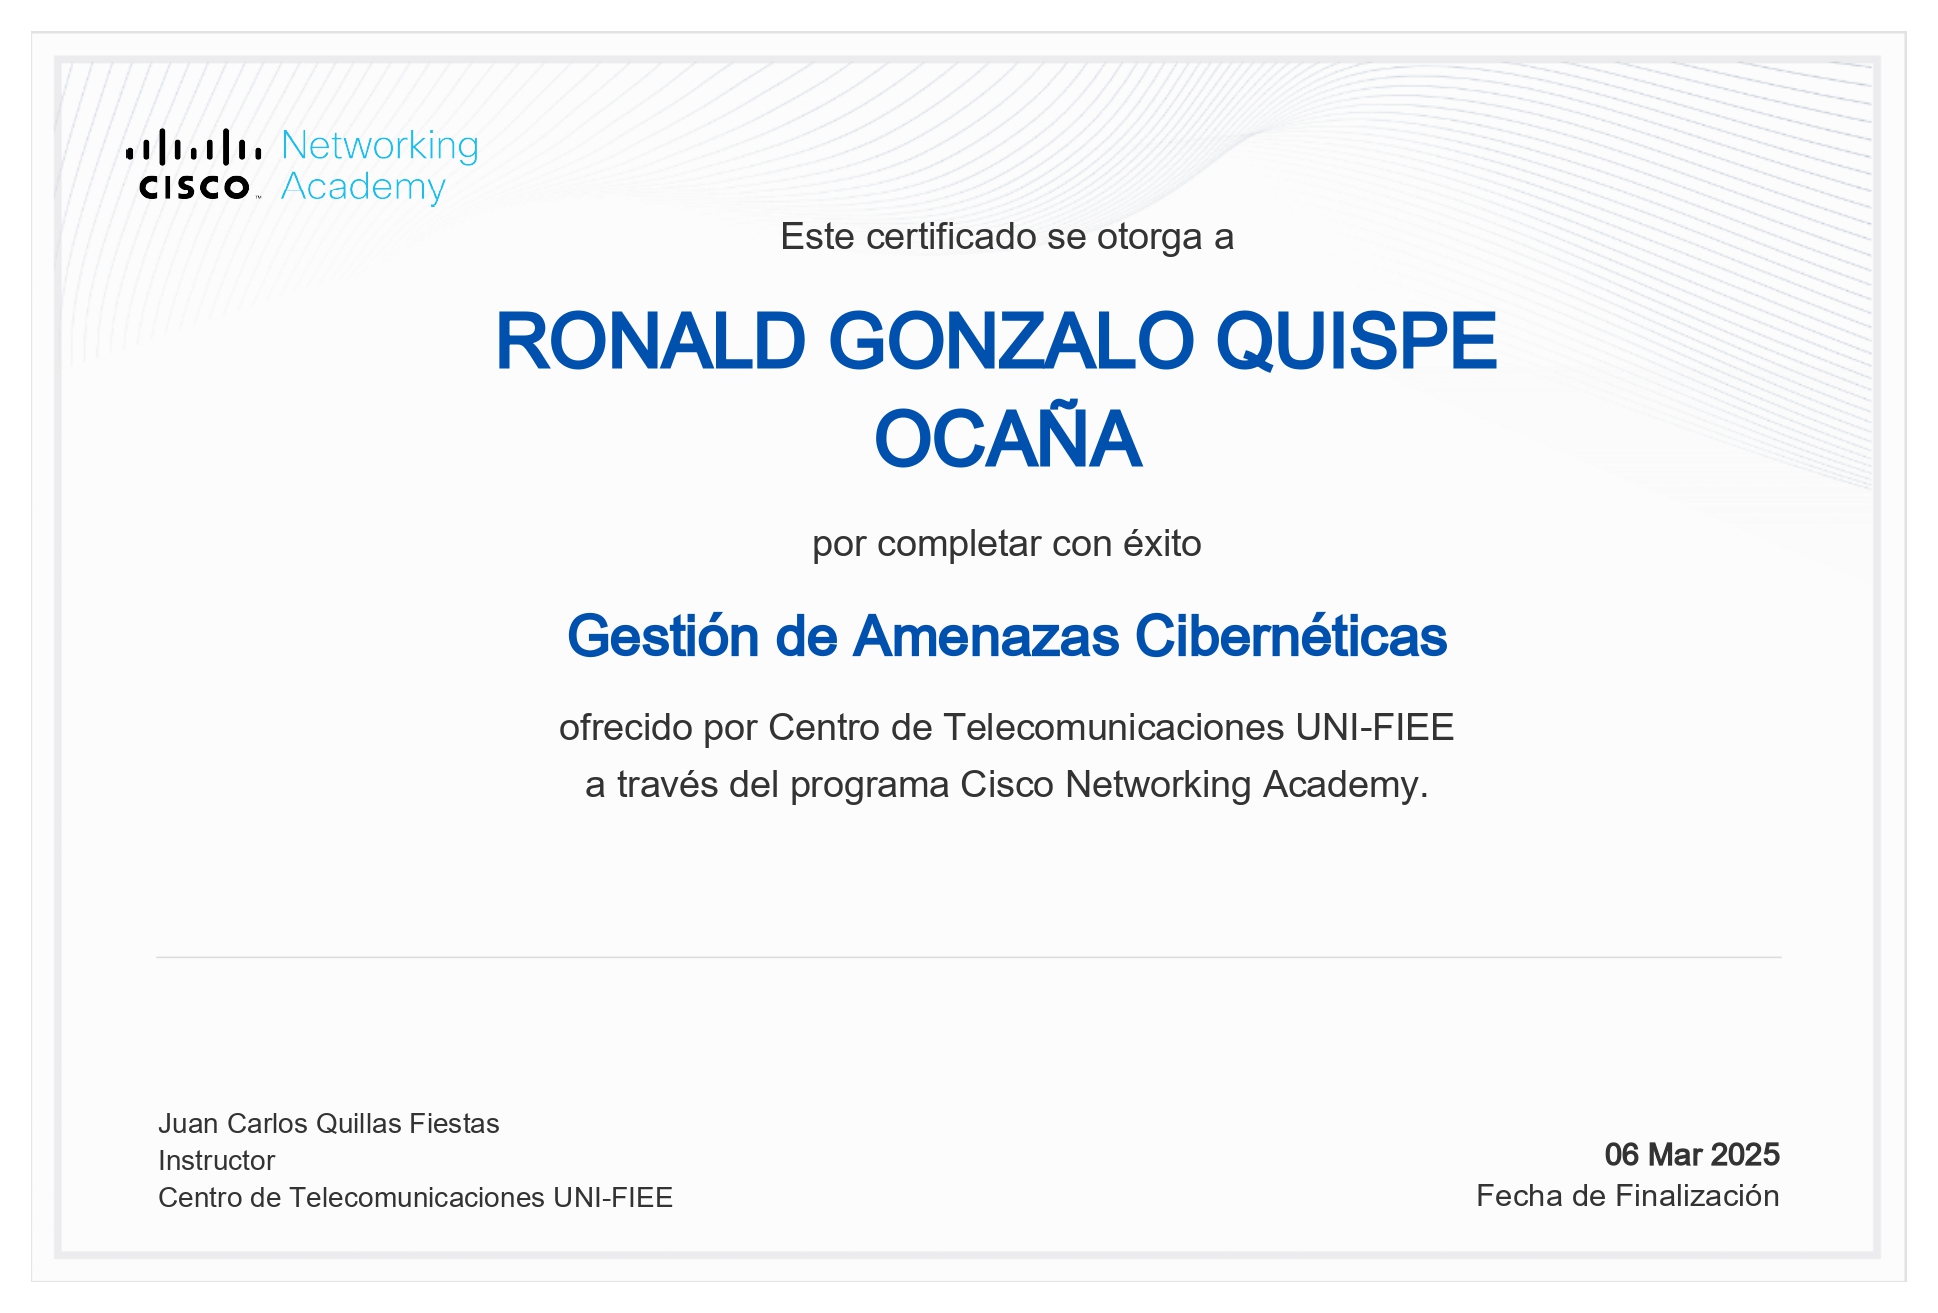 Networking
CISCO™ Academy
Este certificado se otorga a
RONALD GONZALO QUISPE
OCAÑA
por completar con éxito
Gestión de Amenazas Cibernéticas
ofrecido por Centro de Telecomunicaciones UNI-FIEE
a través del programa Cisco Networking Academy.
Juan Carlos Quillas Fiestas
Instructor
Centro de Telecomunicaciones UNI-FIEE
06 Mar 2025
Fecha de Finalización